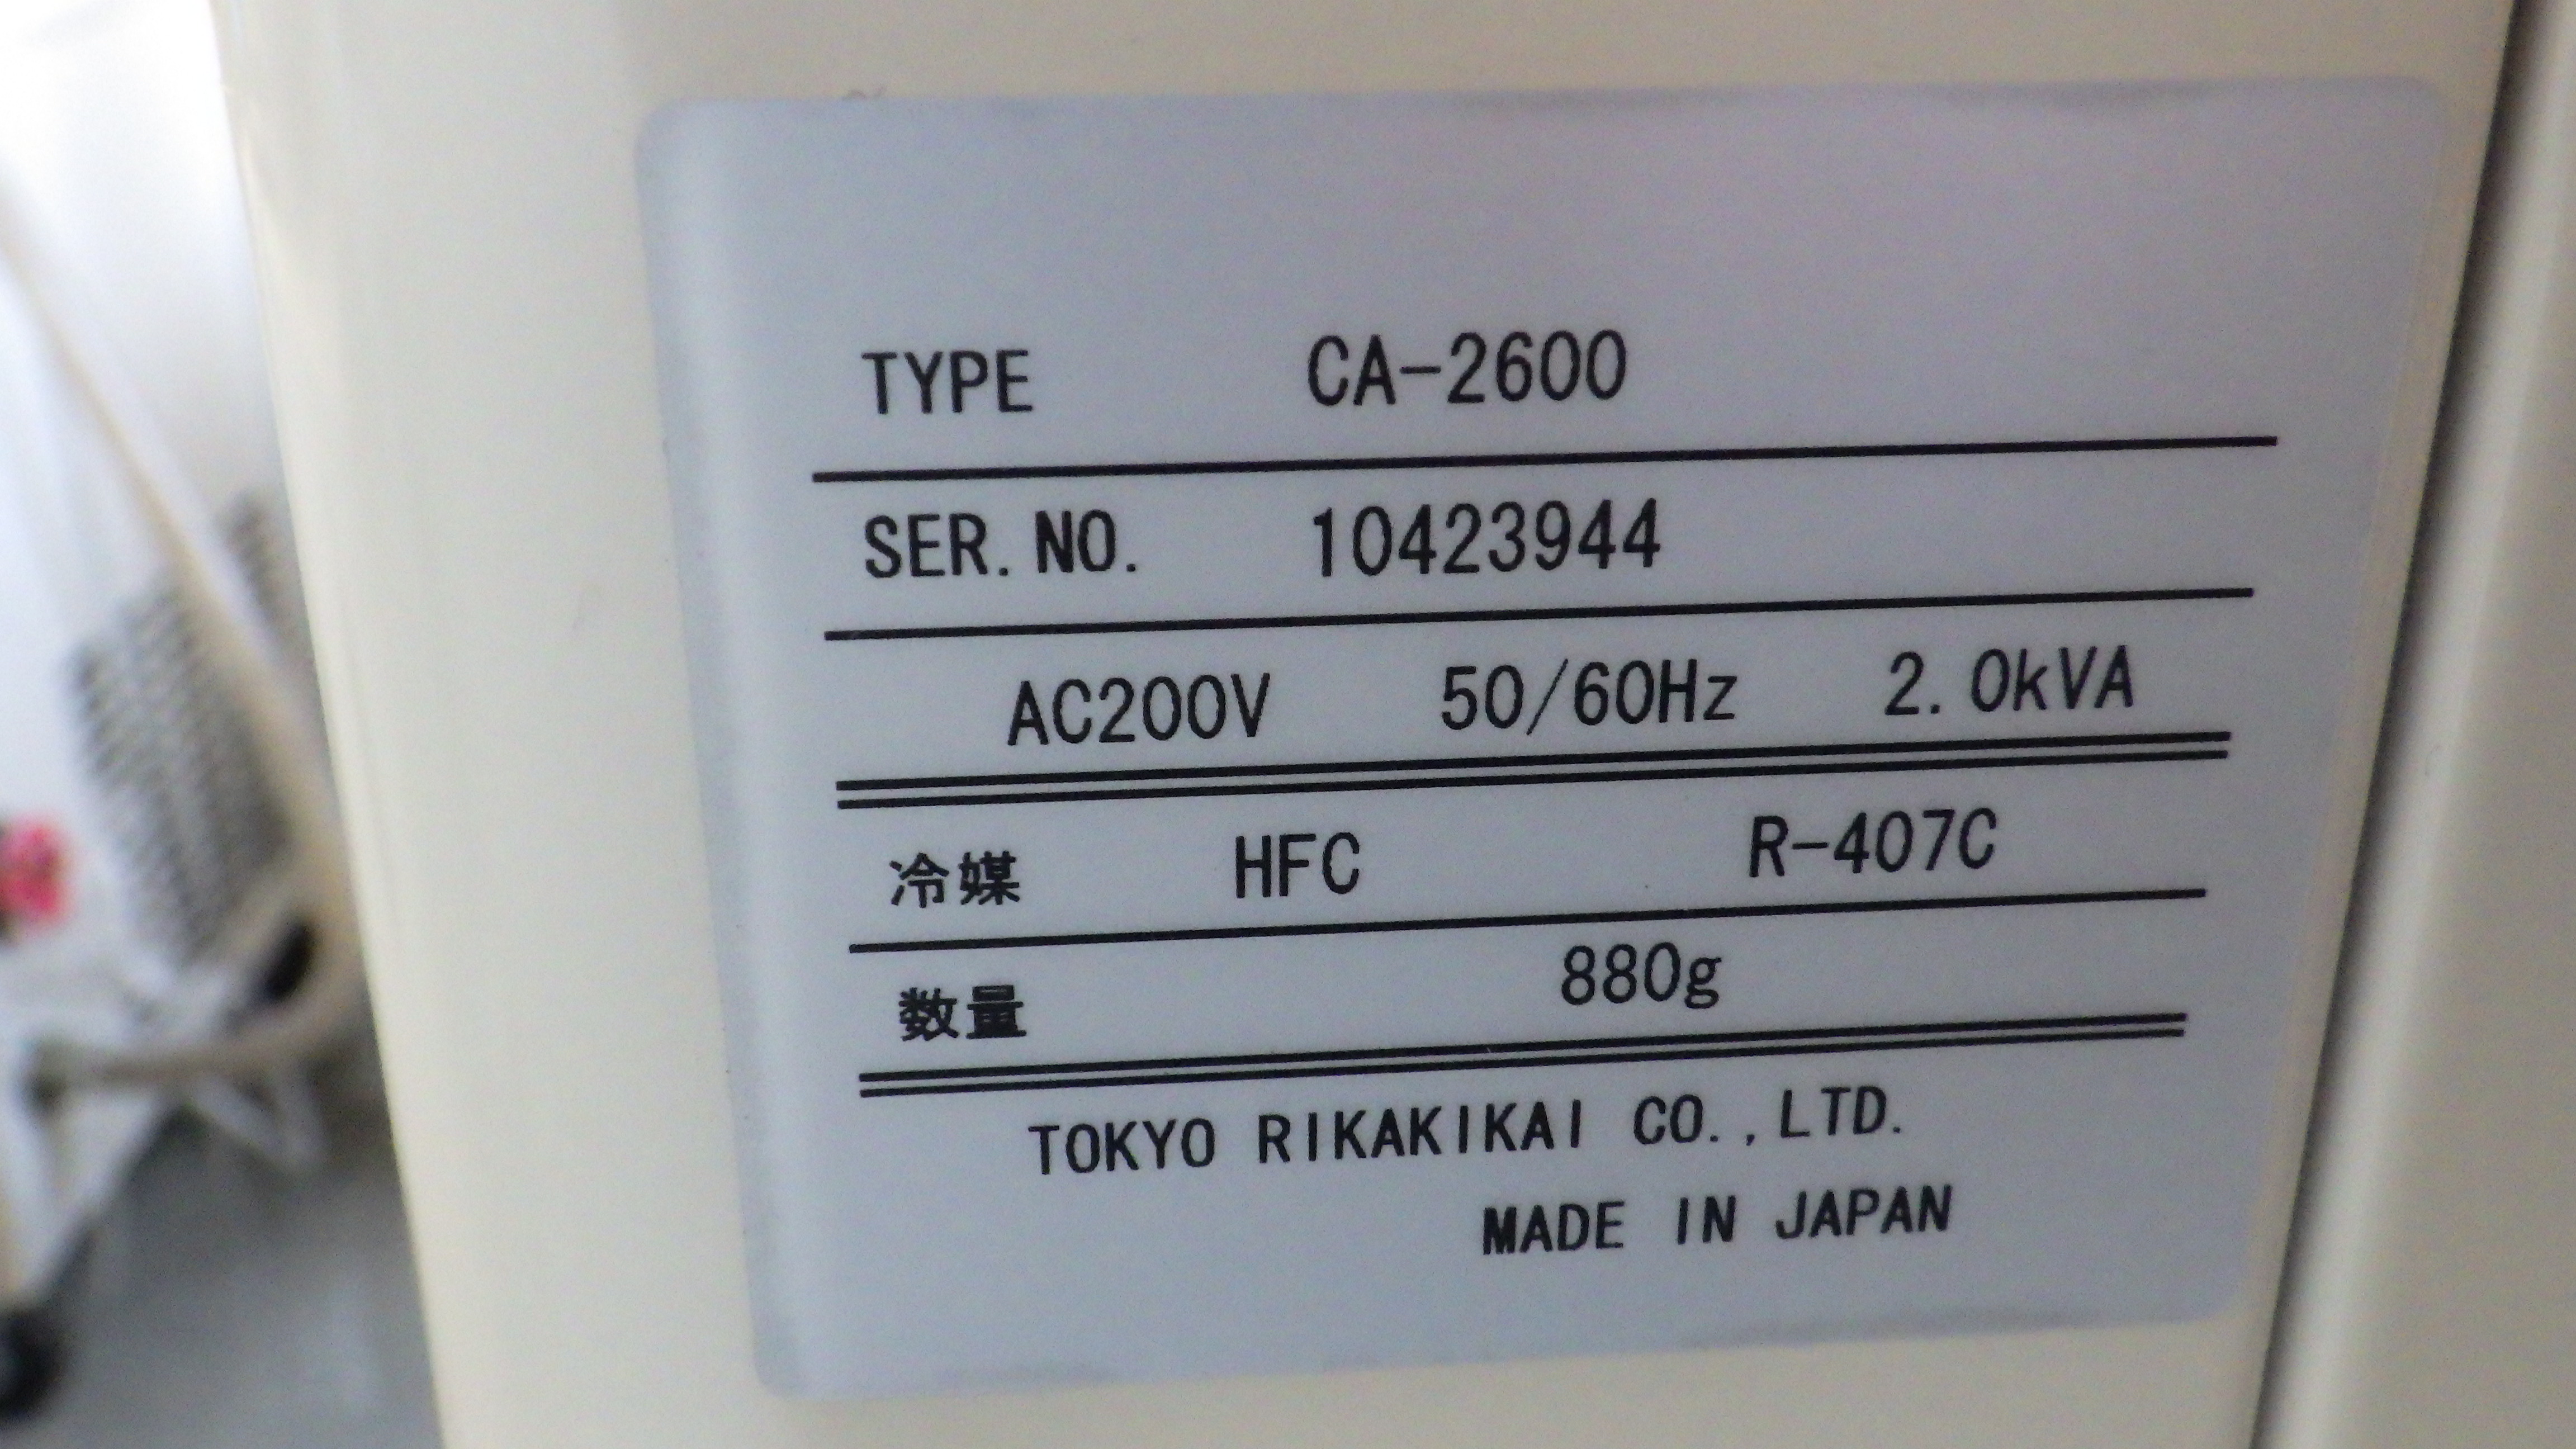 TYPE CA-2600
SER. NO. 10423944
AC200V 50/60Hz 2.0kVA
冷媒 HFC R-407C
数量 880g
TOKYO RIKAKIKAI CO.,LTD.
MADE IN JAPAN